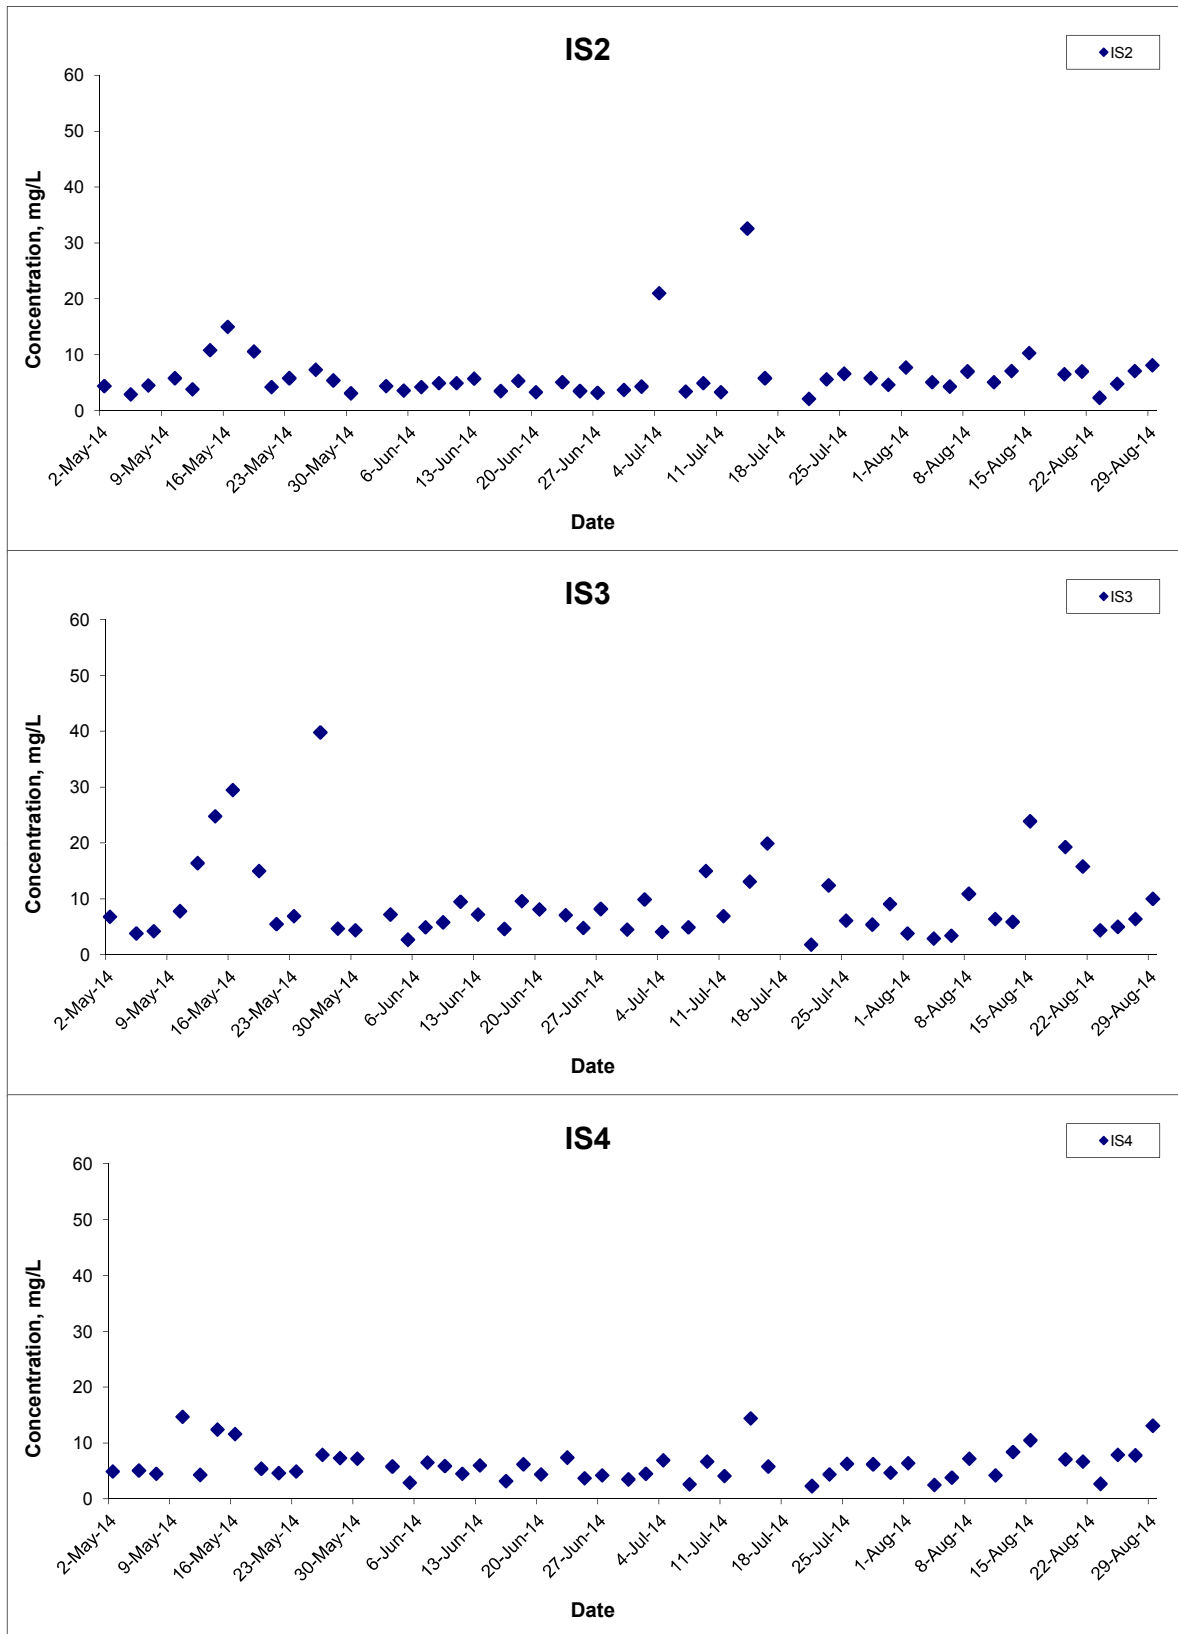 IS2
IS2
60
50
40
30
20
10
0
Concentration, mg/L
2-May-14
9-May-14
16-May-14
23-May-14
30-May-14
6-Jun-14
13-Jun-14
20-Jun-14
27-Jun-14
4-Jul-14
11-Jul-14
18-Jul-14
25-Jul-14
1-Aug-14
8-Aug-14
15-Aug-14
22-Aug-14
29-Aug-14
Date
IS3
IS3
60
50
40
30
20
10
0
Concentration, mg/L
2-May-14
9-May-14
16-May-14
23-May-14
30-May-14
6-Jun-14
13-Jun-14
20-Jun-14
27-Jun-14
4-Jul-14
11-Jul-14
18-Jul-14
25-Jul-14
1-Aug-14
8-Aug-14
15-Aug-14
22-Aug-14
29-Aug-14
Date
IS4
IS4
60
50
40
30
20
10
0
Concentration, mg/L
2-May-14
9-May-14
16-May-14
23-May-14
30-May-14
6-Jun-14
13-Jun-14
20-Jun-14
27-Jun-14
4-Jul-14
11-Jul-14
18-Jul-14
25-Jul-14
1-Aug-14
8-Aug-14
15-Aug-14
22-Aug-14
29-Aug-14
Date